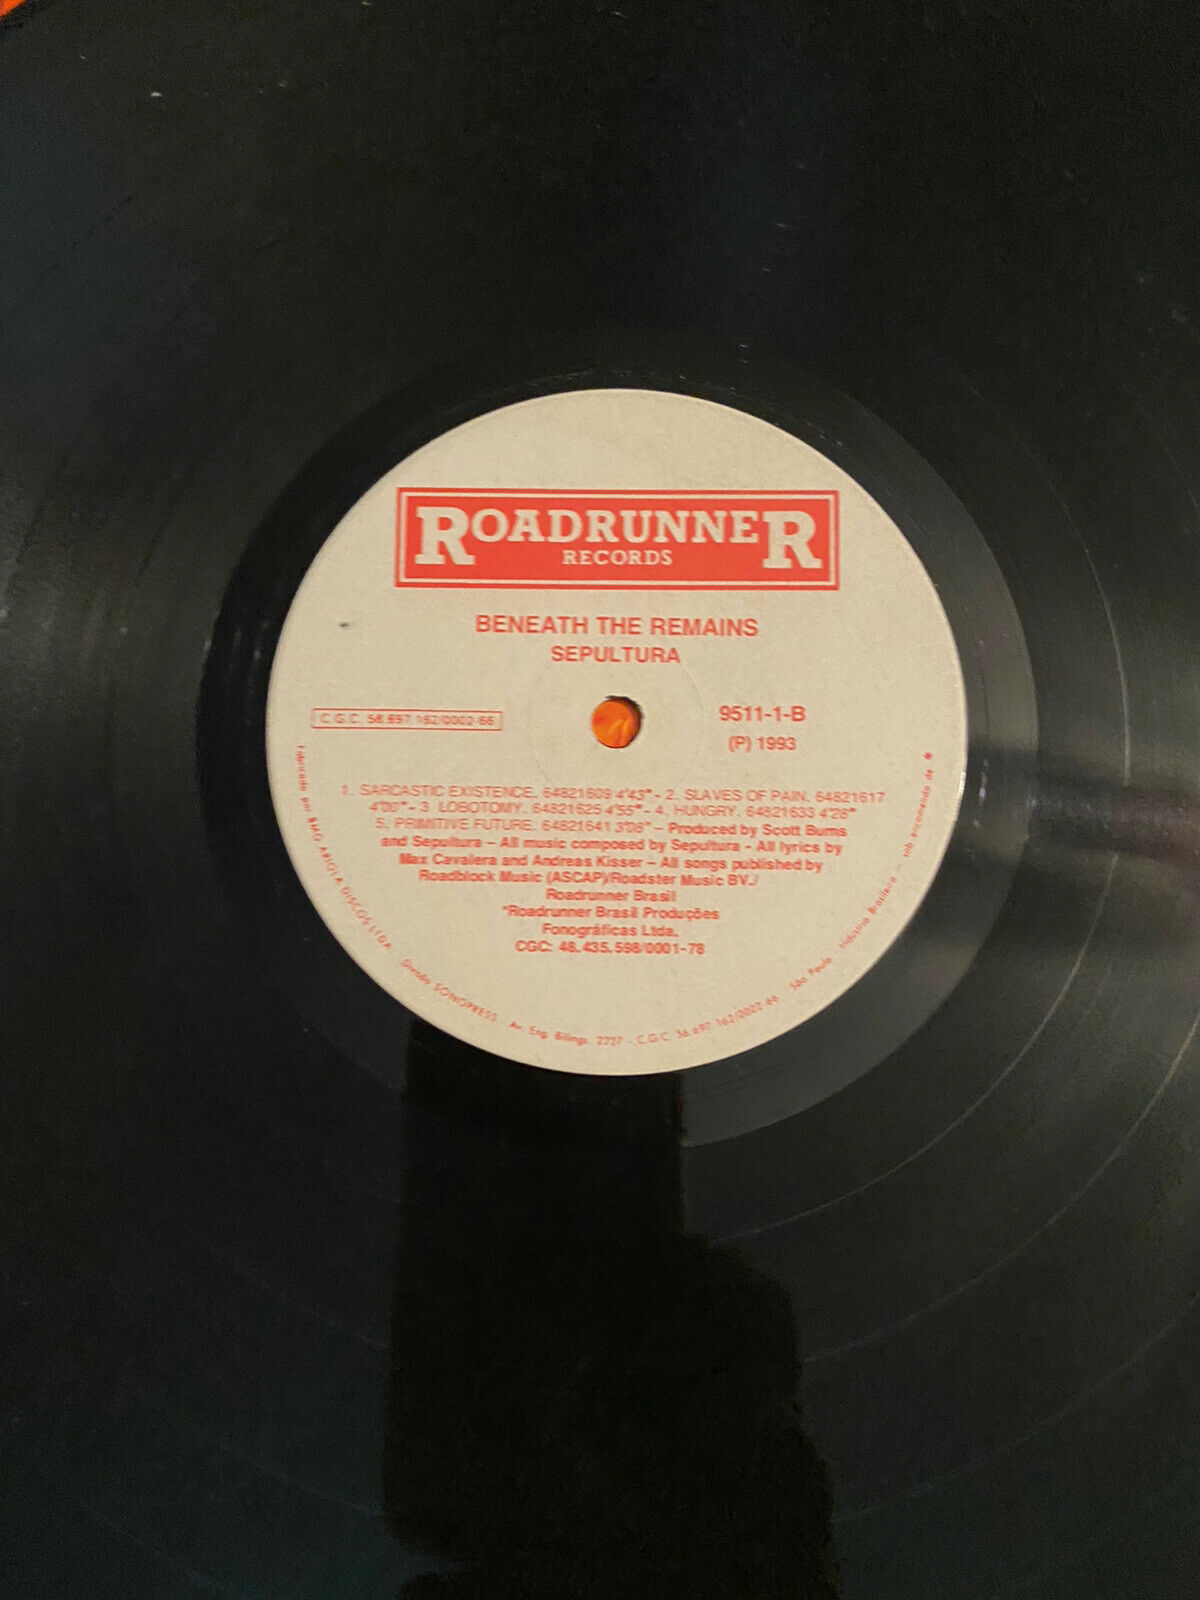 ROADRUNNER
RECORDS
BENEATH THE REMAINS
SEPULTURA
C.G.C. 56.697.162/0002-66
9511-1-B
(P) 1993
1. SARCASTIC EXISTENCE. 64821609 4'43" - 2. SLAVES OF PAIN. 64821617
4'00" - 3. LOBOTOMY. 64821625 4'55" - 4. HUNGRY. 64821633 4'28"
5. PRIMITIVE FUTURE. 64821641 3'08" – Produced by Scott Burns
and Sepultura – All music composed by Sepultura - All lyrics by
Max Cavalera and Andreas Kisser – All songs published by
Roadblock Music (ASCAP)/Roadster Music BV./
Roadrunner Brasil
*Roadrunner Brasil Produções
Fonográficas Ltda.
CGC: 48.435.598/0001-78
Fabricado por BMG ARIOLA DISCOS LTDA. Divisão SONOPRESS - Av. Eng. Billings, 2227 - C.G.C. 56.697.162/0002-66 São Paulo Indústria Brasileira - sob encomenda de *